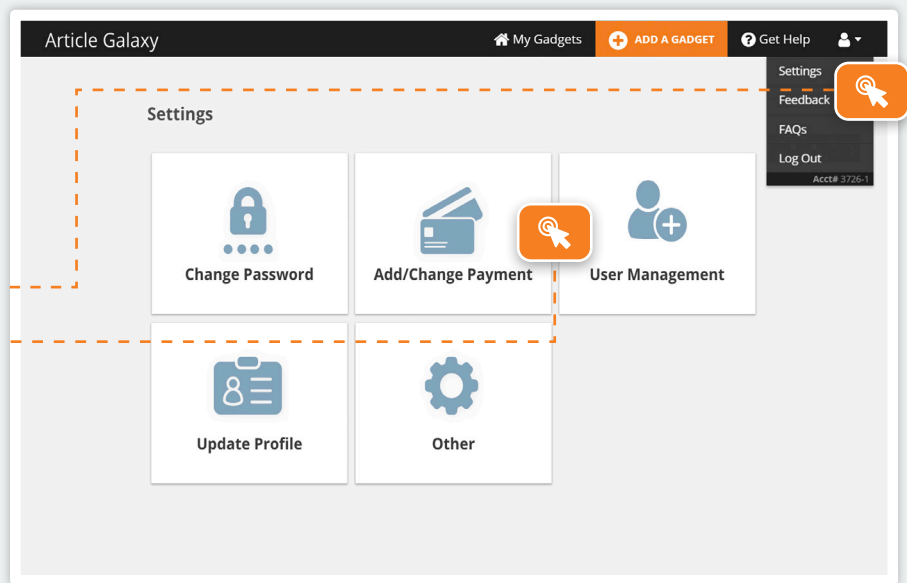 Article Galaxy My Gadgets ADD A GADGET Get Help
Settings
Feedback
FAQs
Log Out
Acct# 3726-1
Settings
Change Password Add/Change Payment User Management
Update Profile Other